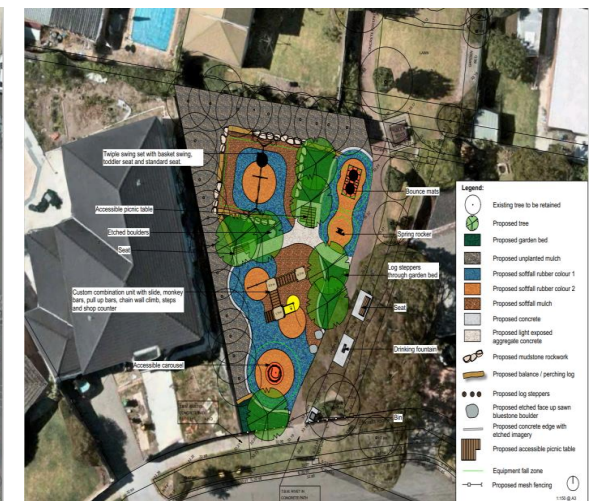 Twiple swing set with basket swing,
toddler seat and standard seat.
Accessible picnic table
Etched boulders
Seat
Custom combination unit with slide, monkey
bars, pull up bars, chain wall climb, steps
and shop counter
Accessible carousel
Bounce mats
Spring rocker
Log steppers
through garden bed
Seat
Drinking fountain
Bin
Legend:
Existing tree to be retained
Proposed tree
Proposed garden bed
Proposed unplanted mulch
Proposed softfall rubber colour 1
Proposed softfall rubber colour 2
Proposed softfall mulch
Proposed concrete
Proposed light exposed
aggregate concrete
Proposed mudstone rockwork
Proposed balance / perching log
Proposed log steppers
Proposed etched face up sawn
bluestone boulder
Proposed concrete edge with
etched imagery
Proposed accessible picnic table
Equipment fall zone
Proposed mesh fencing
1:150 @ A3